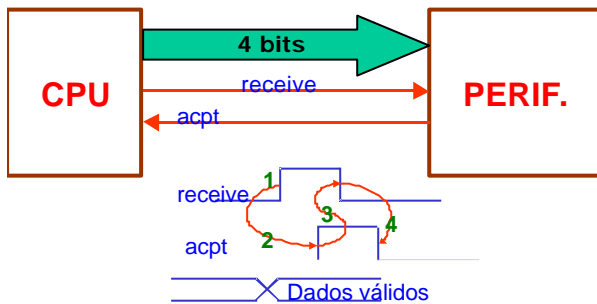 4 bits
CPU
receive
PERIF.
acpt
1
receive
3
4
2
acpt
Dados válidos